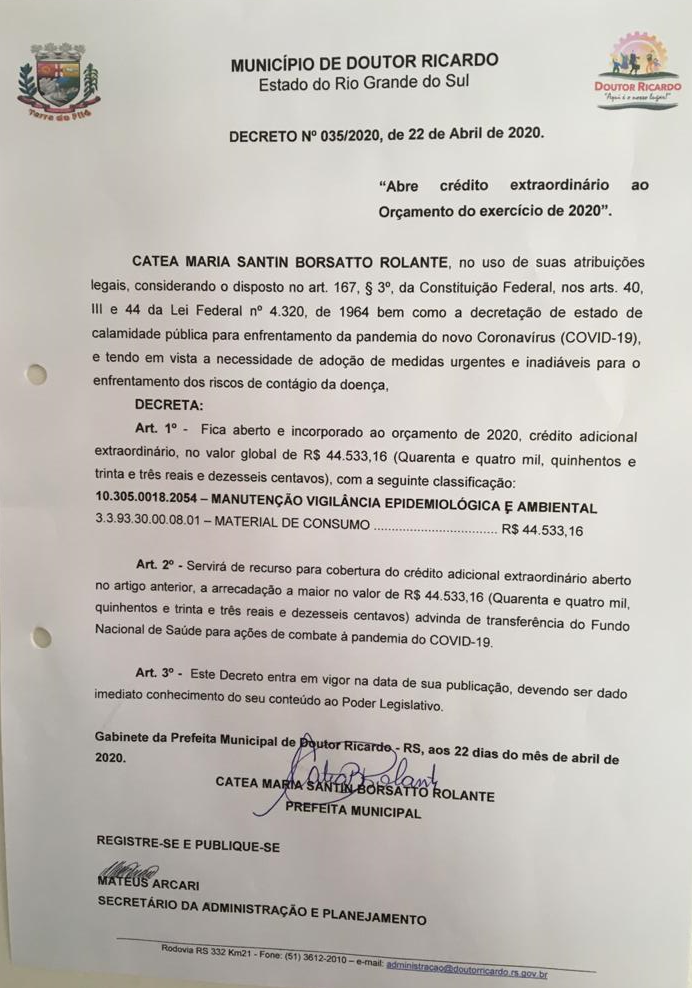 Terra do Filó
DOUTOR RICARDO
"Aqui é o nosso lugar!"
MUNICÍPIO DE DOUTOR RICARDO
Estado do Rio Grande do Sul
DECRETO Nº 035/2020, de 22 de Abril de 2020.
“Abre crédito extraordinário ao
Orçamento do exercício de 2020”.
CATEA MARIA SANTIN BORSATTO ROLANTE, no uso de suas atribuições
legais, considerando o disposto no art. 167, § 3º, da Constituição Federal, nos arts. 40,
III e 44 da Lei Federal nº 4.320, de 1964 bem como a decretação de estado de
calamidade pública para enfrentamento da pandemia do novo Coronavírus (COVID-19),
e tendo em vista a necessidade de adoção de medidas urgentes e inadiáveis para o
enfrentamento dos riscos de contágio da doença,
DECRETA:
Art. 1º - Fica aberto e incorporado ao orçamento de 2020, crédito adicional
extraordinário, no valor global de R$ 44.533,16 (Quarenta e quatro mil, quinhentos e
trinta e três reais e dezesseis centavos), com a seguinte classificação:
10.305.0018.2054 – MANUTENÇÃO VIGILÂNCIA EPIDEMIOLÓGICA E AMBIENTAL
3.3.93.30.00.08.01 – MATERIAL DE CONSUMO .................................. R$ 44.533,16
Art. 2º - Servirá de recurso para cobertura do crédito adicional extraordinário aberto
no artigo anterior, a arrecadação a maior no valor de R$ 44.533,16 (Quarenta e quatro mil,
quinhentos e trinta e três reais e dezesseis centavos) advinda de transferência do Fundo
Nacional de Saúde para ações de combate à pandemia do COVID-19.
Art. 3º - Este Decreto entra em vigor na data de sua publicação, devendo ser dado
imediato conhecimento do seu conteúdo ao Poder Legislativo.
Gabinete da Prefeita Municipal de Doutor Ricardo - RS, aos 22 dias do mês de abril de
2020.
CATEA MARIA SANTIN BORSATTO ROLANTE
PREFEITA MUNICIPAL
REGISTRE-SE E PUBLIQUE-SE
MATEUS ARCARI
SECRETÁRIO DA ADMINISTRAÇÃO E PLANEJAMENTO
Rodovia RS 332 Km21 - Fone: (51) 3612-2010 – e-mail: administracao@doutorricardo.rs.gov.br